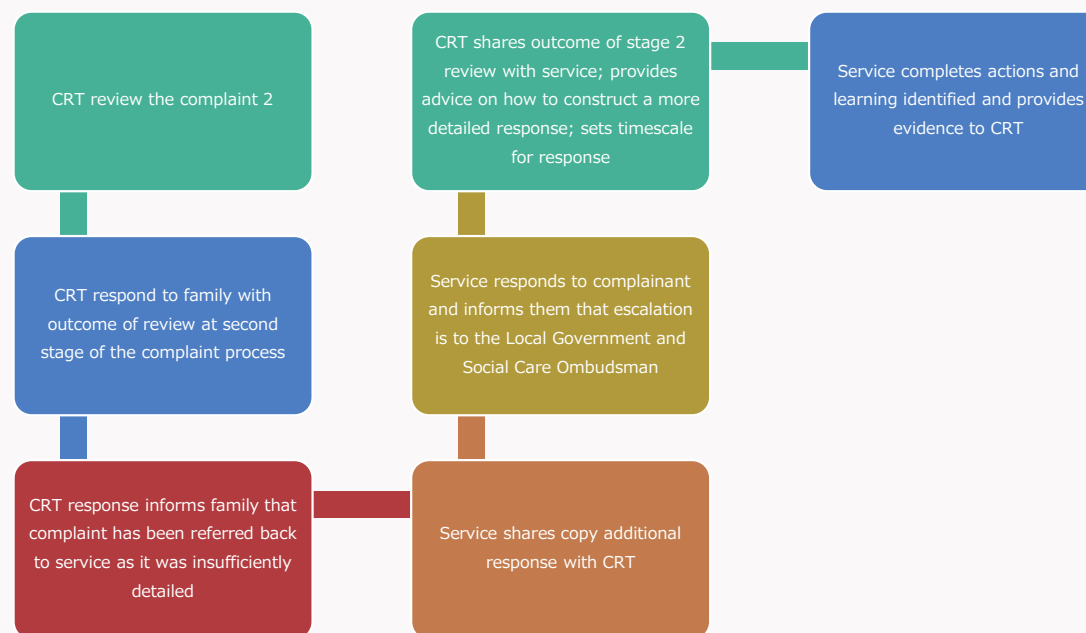 CRT review the complaint 2
CRT respond to family with
outcome of review at second
stage of the complaint process
CRT response informs family that
complaint has been referred back
to service as it was insufficiently
detailed
Service shares copy additional
response with CRT
Service responds to complainant
and informs them that escalation
is to the Local Government and
Social Care Ombudsman
CRT shares outcome of stage 2
review with service; provides
advice on how to construct a more
detailed response; sets timescale
for response
Service completes actions and
learning identified and provides
evidence to CRT